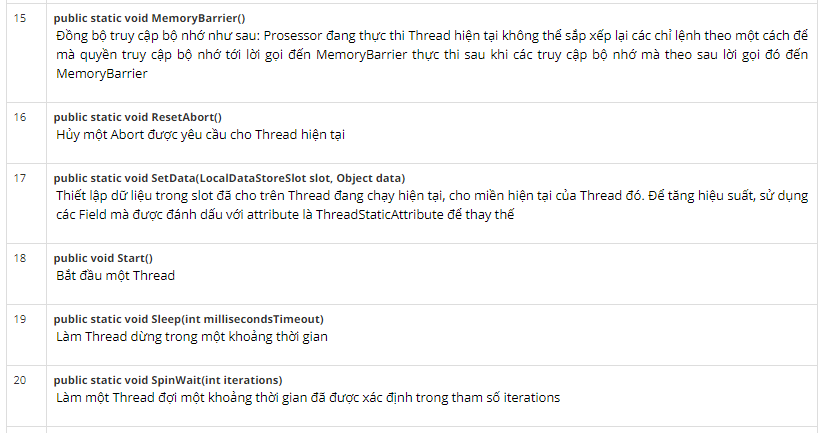 15 public static void MemoryBarrier()
Đồng bộ truy cập bộ nhớ như sau: Prosessor đang thực thi Thread hiện tại không thể sắp xếp lại các chỉ lệnh theo một cách để
mà quyền truy cập bộ nhớ tới lời gọi đến MemoryBarrier thực thi sau khi các truy cập bộ nhớ mà theo sau lời gọi đó đến
MemoryBarrier
16 public static void ResetAbort()
Hủy một Abort được yêu cầu cho Thread hiện tại
17 public static void SetData(LocalDataStoreSlot slot, Object data)
Thiết lập dữ liệu trong slot đã cho trên Thread đang chạy hiện tại, cho miền hiện tại của Thread đó. Để tăng hiệu suất, sử dụng
các Field mà được đánh dấu với attribute là ThreadStaticAttribute để thay thế
18 public void Start()
Bắt đầu một Thread
19 public static void Sleep(int millisecondsTimeout)
Làm Thread dừng trong một khoảng thời gian
20 public static void SpinWait(int iterations)
Làm một Thread đợi một khoảng thời gian đã được xác định trong tham số iterations